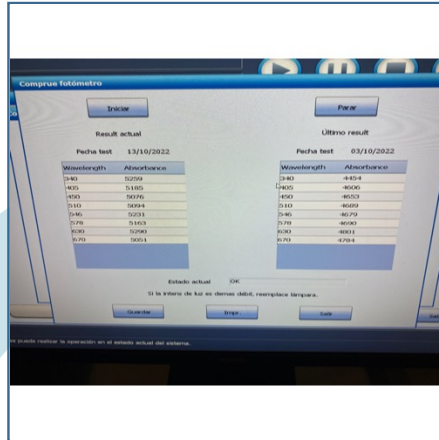 Comprue fotómetro
Iniciar
Parar
Result actual
Último result
Fecha test 13/10/2022
Fecha test 03/10/2022
Wavelength Absorbance
Wavelength Absorbance
340 5259
340 4454
405 5185
405 4606
450 5076
450 4653
510 5094
510 4689
546 5231
546 4679
578 5163
578 4690
630 5290
630 4801
670 5051
670 4784
Estado actual OK
Si la intens de luz es demas débil, reemplace lámpara.
Guardar
Impr.
Salir
se puede realizar la operación en el estado actual del sistema.